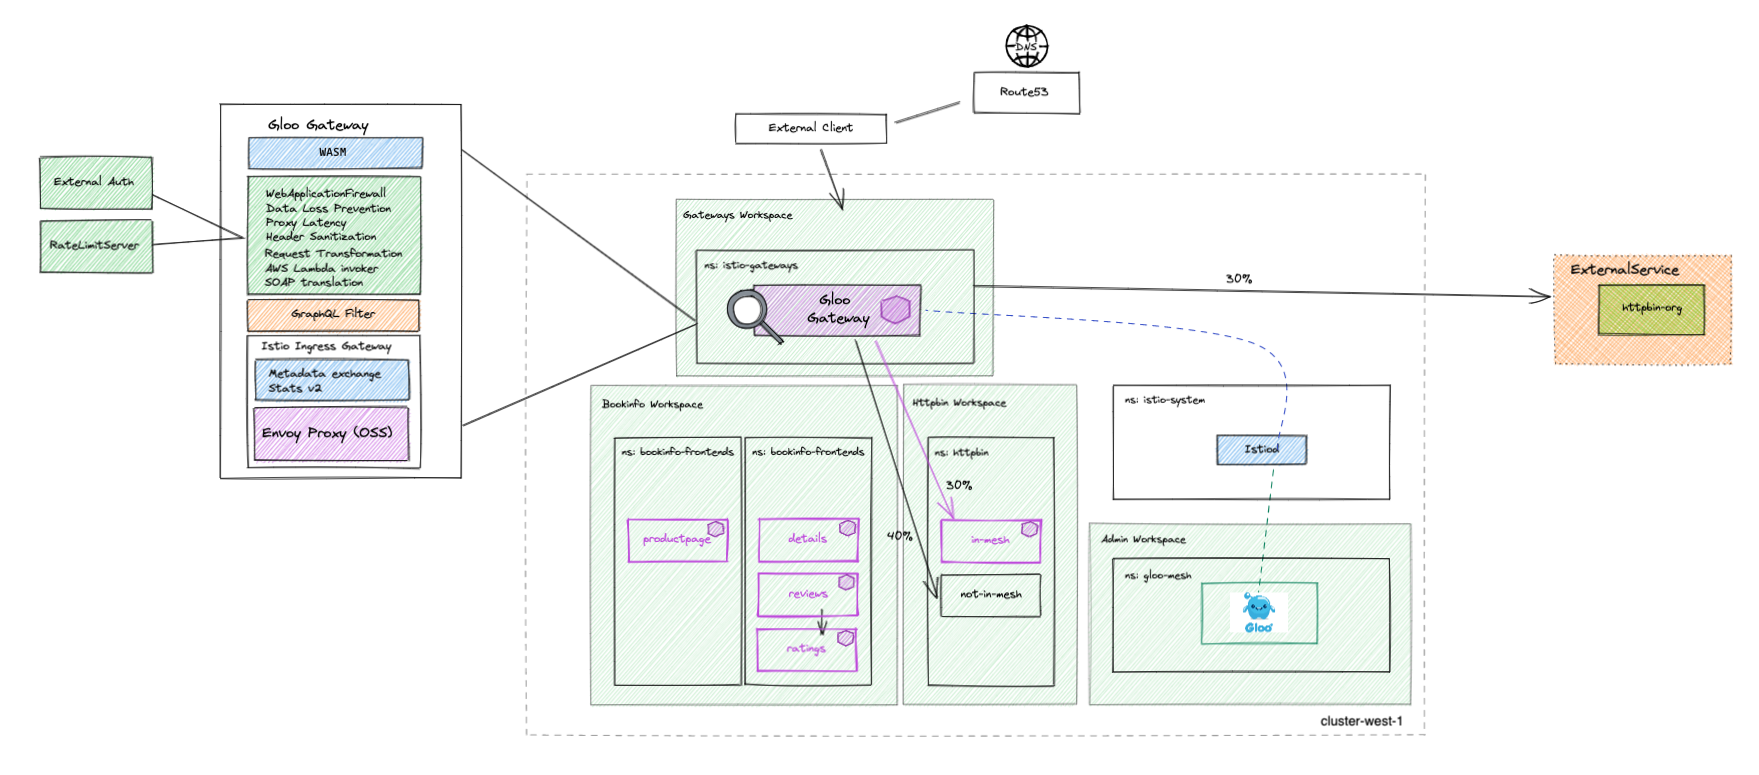 DNS
Route53
External Client
Gloo Gateway
WASM
External Auth
RateLimitServer
WebApplicationFirewall
Data Loss Prevention
Proxy Latency
Header Sanitization
Request Transformation
AWS Lambda invoker
SOAP translation
GraphQL Filter
Istio Ingress Gateway
Metadata exchange
Stats v2
Envoy Proxy (OSS)
Gateways Workspace
ns: istio-gateways
Gloo
Gateway
30%
ExternalService
httpbin-org
Bookinfo Workspace
ns: bookinfo-frontends
productpage
ns: bookinfo-frontends
details
reviews
ratings
Httpbin Workspace
ns: httpbin
30%
40%
in-mesh
not-in-mesh
ns: istio-system
Istiod
Admin Workspace
ns: gloo-mesh
Gloo
cluster-west-1